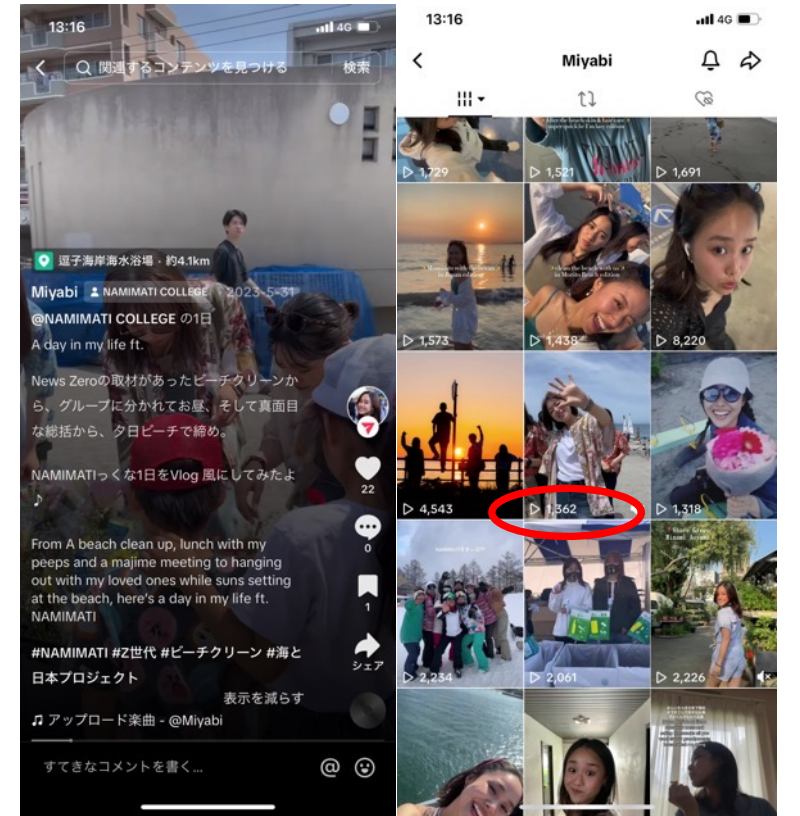 13:16
4G
関連するコンテンツを見つける
検索
逗子海岸海水浴場・約4.1km
Miyabi NAMIMATI COLLEGE ・2023-5-31
@NAMIMATI COLLEGE の1日
A day in my life ft.
News Zeroの取材があったビーチクリーンか
ら、グループに分かれてお昼、そして真面目
な総括から、夕日ビーチで締め。
NAMIMATIっくな1日をVlog 風にしてみたよ
♪
From A beach clean up, lunch with my
peeps and a majime meeting to hanging
out with my loved ones while suns setting
at the beach, here's a day in my life ft.
NAMIMATI
#NAMIMATI #Z世代 #ビーチクリーン #海と
日本プロジェクト
表示を減らす
アップロード楽曲 - @Miyabi
22
0
1
シェア
すてきなコメントを書く...
13:16
4G
Miyabi
1,729
1,521
1,691
in Japan edition
clean the beach with us
in Morito Beach edition
1,573
1,438
8,220
4,543
1,362
1,318
2,234
2,061
2,226